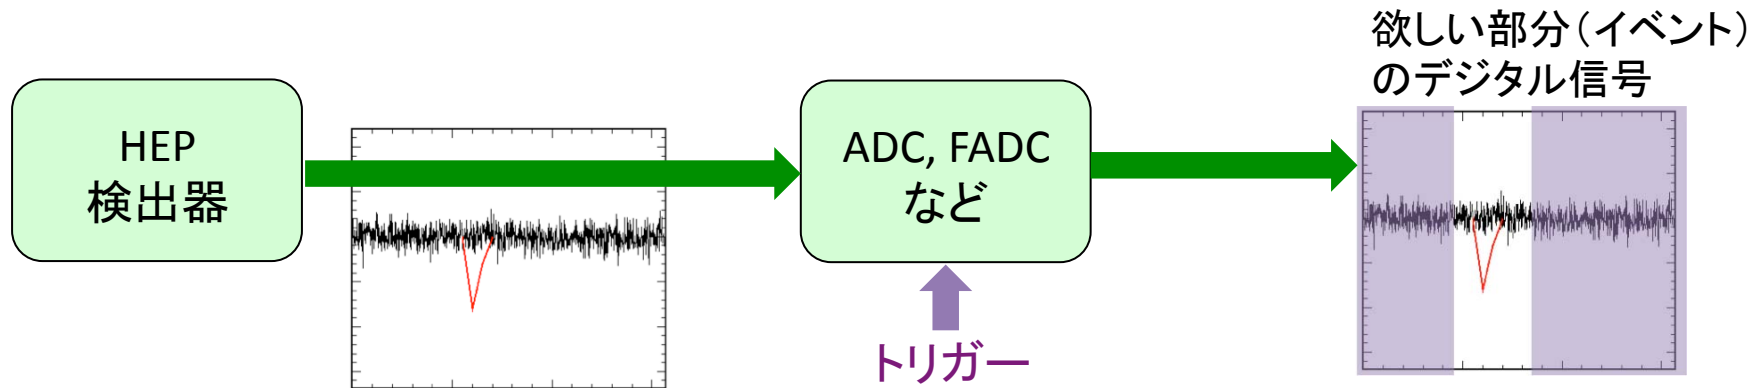 HEP
検出器
ADC, FADC
など
トリガー
欲しい部分（イベント）
のデジタル信号